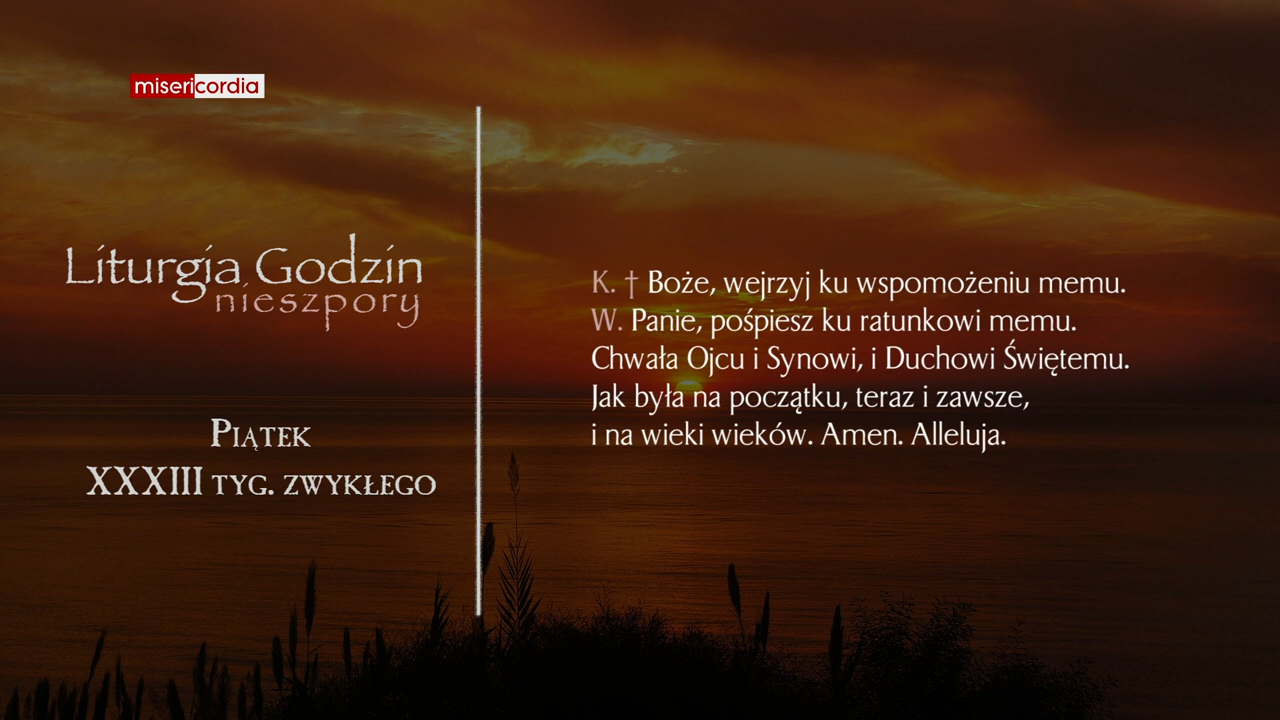 misericordia
Liturgia Godzin
nieszpory
Piątek
XXXIII tyg. zwykłego
K. † Boże, wejrzyj ku wspomożeniu memu.
W. Panie, pośpiesz ku ratunkowi memu.
Chwała Ojcu i Synowi, i Duchowi Świętemu.
Jak była na początku, teraz i zawsze,
i na wieki wieków. Amen. Alleluja.